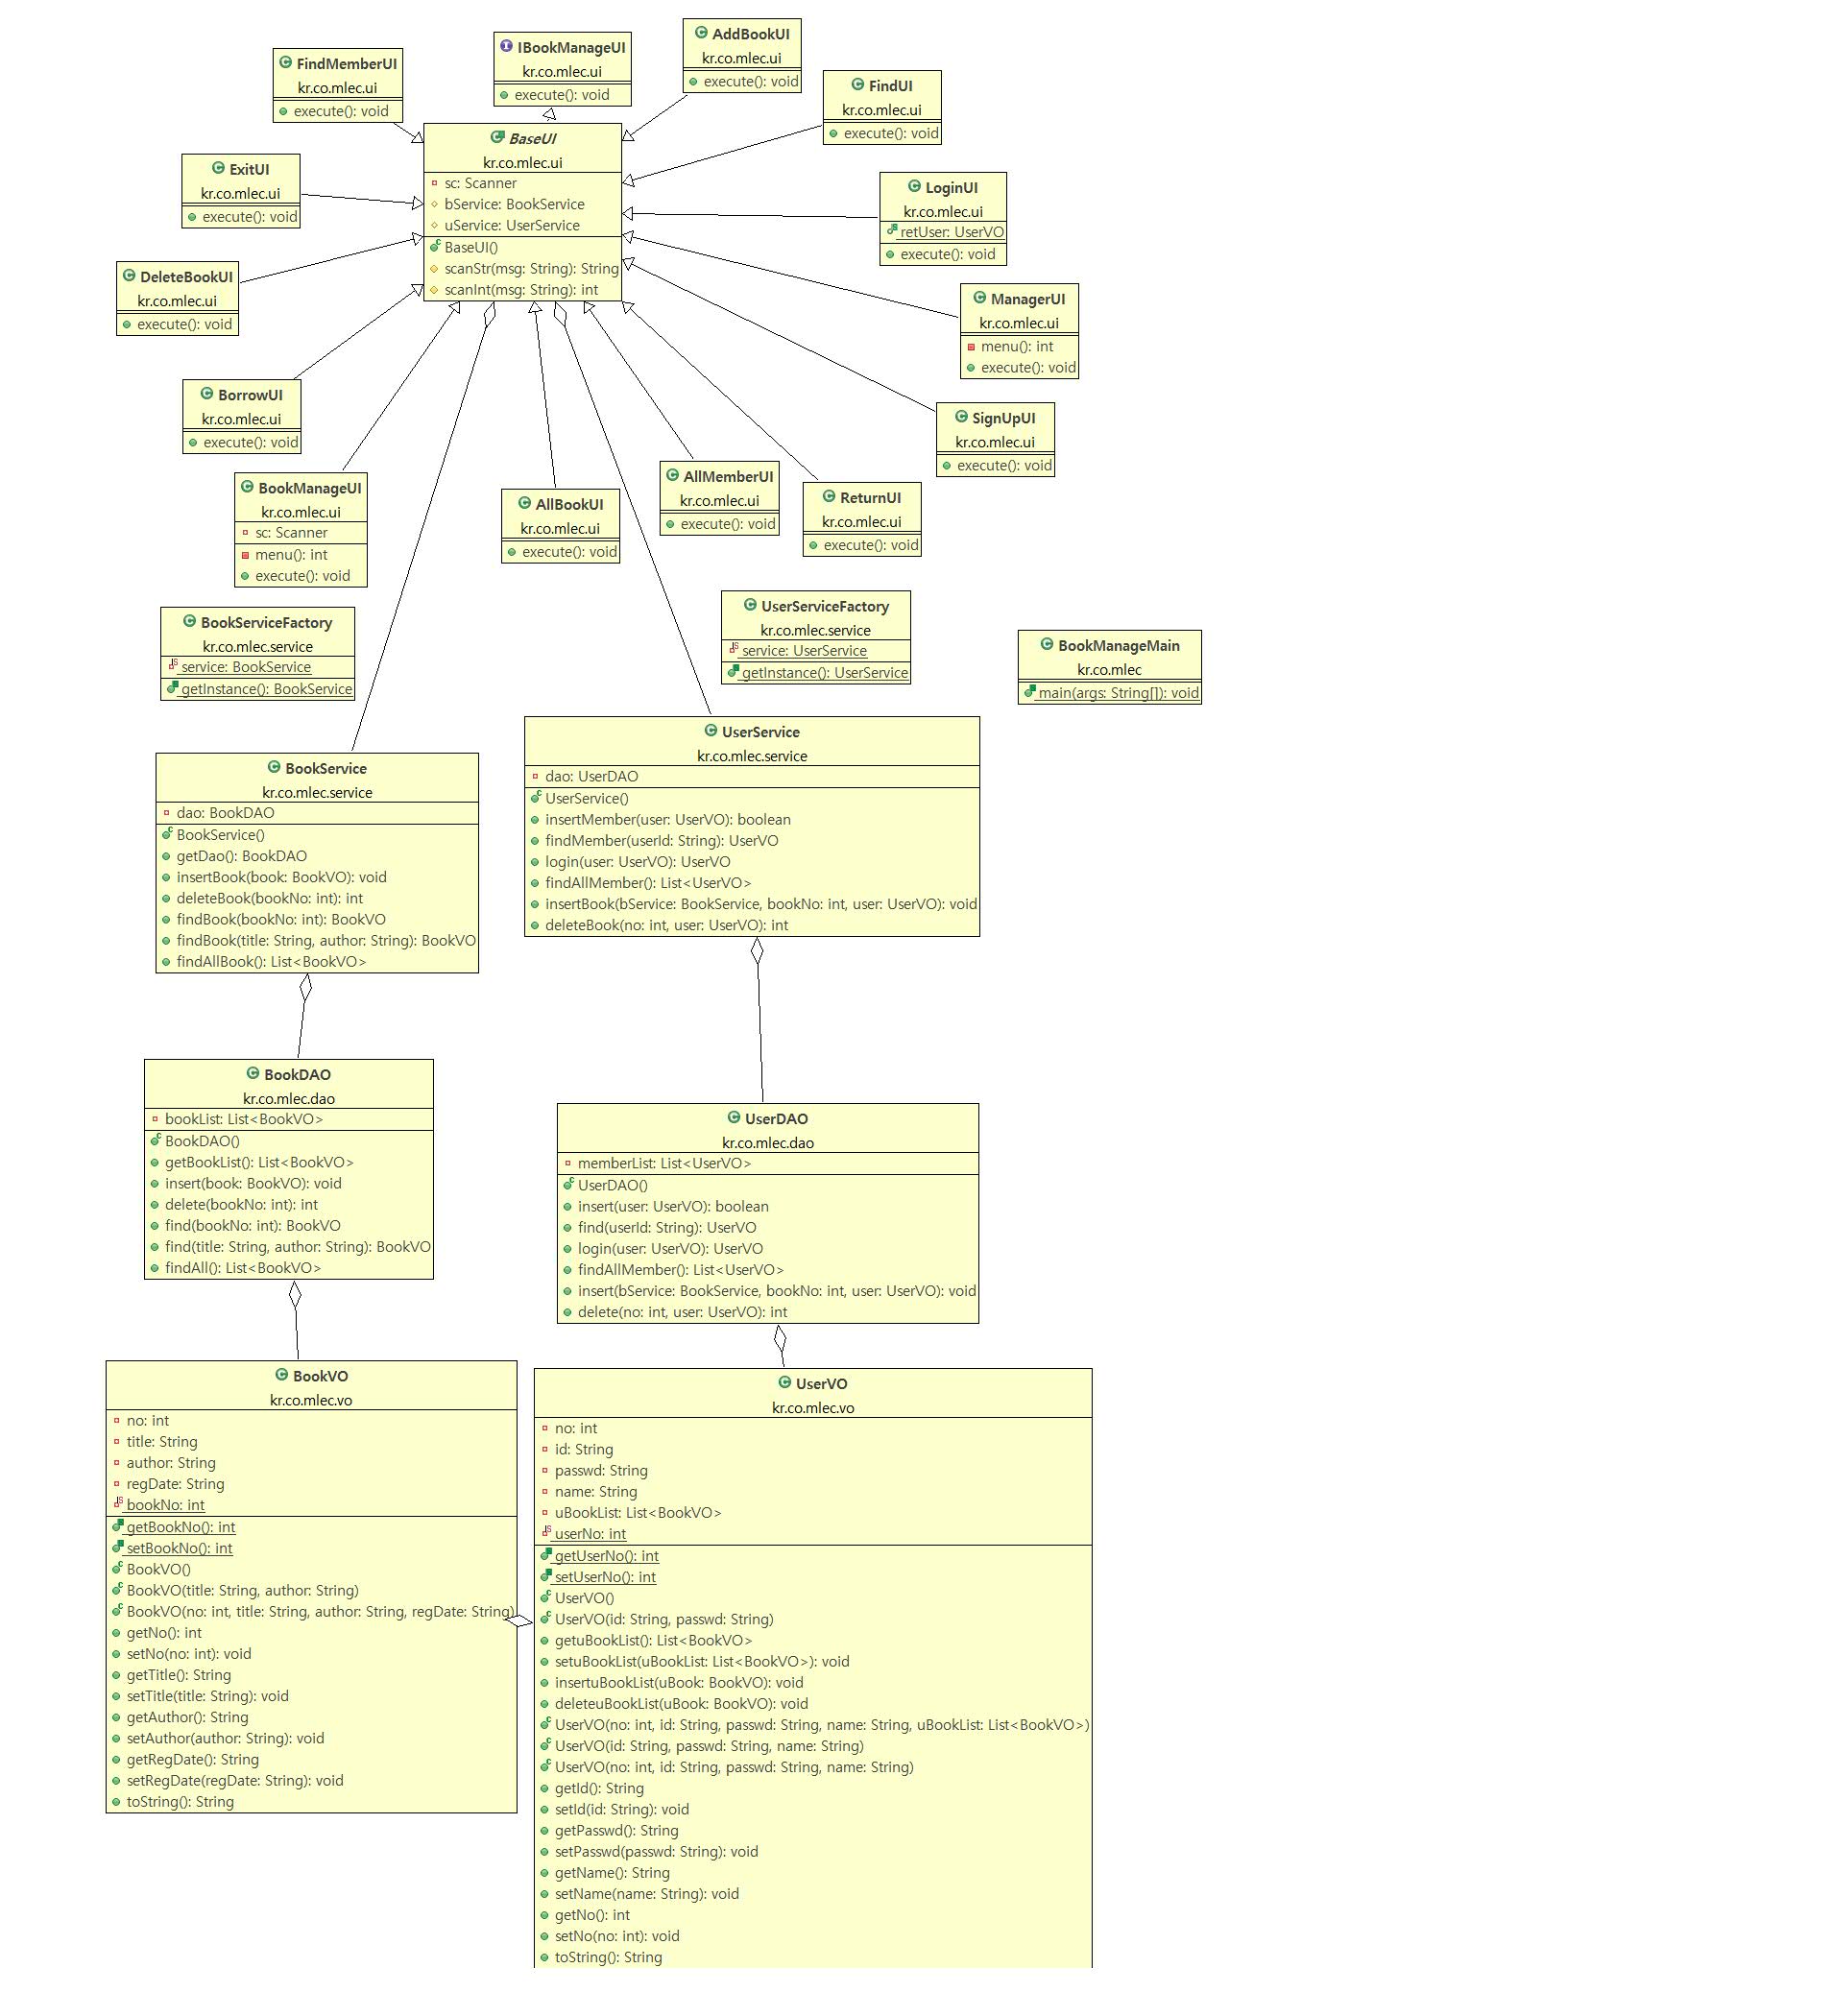 FindMemberUI
kr.co.mlec.ui
execute(): void
IBookManageUI
kr.co.mlec.ui
execute(): void
AddBookUI
kr.co.mlec.ui
execute(): void
FindUI
kr.co.mlec.ui
execute(): void
BaseUI
kr.co.mlec.ui
sc: Scanner
bService: BookService
uService: UserService
BaseUI()
scanStr(msg: String): String
scanInt(msg: String): int
ExitUI
kr.co.mlec.ui
execute(): void
LoginUI
kr.co.mlec.ui
retUser: UserVO
execute(): void
DeleteBookUI
kr.co.mlec.ui
execute(): void
ManagerUI
kr.co.mlec.ui
menu(): int
execute(): void
BorrowUI
kr.co.mlec.ui
execute(): void
SignUpUI
kr.co.mlec.ui
execute(): void
BookManageUI
kr.co.mlec.ui
sc: Scanner
menu(): int
execute(): void
AllBookUI
kr.co.mlec.ui
execute(): void
AllMemberUI
kr.co.mlec.ui
execute(): void
ReturnUI
kr.co.mlec.ui
execute(): void
BookServiceFactory
kr.co.mlec.service
service: BookService
getInstance(): BookService
UserServiceFactory
kr.co.mlec.service
service: UserService
getInstance(): UserService
BookManageMain
kr.co.mlec
main(args: String[]): void
BookService
kr.co.mlec.service
dao: BookDAO
BookService()
getDao(): BookDAO
insertBook(book: BookVO): void
deleteBook(bookNo: int): int
findBook(bookNo: int): BookVO
findBook(title: String, author: String): BookVO
findAllBook(): List<BookVO>
UserService
kr.co.mlec.service
dao: UserDAO
UserService()
insertMember(user: UserVO): boolean
findMember(userId: String): UserVO
login(user: UserVO): UserVO
findAllMember(): List<UserVO>
insertBook(bService: BookService, bookNo: int, user: UserVO): void
deleteBook(no: int, user: UserVO): int
BookDAO
kr.co.mlec.dao
bookList: List<BookVO>
BookDAO()
getBookList(): List<BookVO>
insert(book: BookVO): void
delete(bookNo: int): int
find(bookNo: int): BookVO
find(title: String, author: String): BookVO
findAll(): List<BookVO>
UserDAO
kr.co.mlec.dao
memberList: List<UserVO>
UserDAO()
insert(user: UserVO): boolean
find(userId: String): UserVO
login(user: UserVO): UserVO
findAllMember(): List<UserVO>
insert(bService: BookService, bookNo: int, user: UserVO): void
delete(no: int, user: UserVO): int
BookVO
kr.co.mlec.vo
no: int
title: String
author: String
regDate: String
bookNo: int
getBookNo(): int
setBookNo(): int
BookVO()
BookVO(title: String, author: String)
BookVO(no: int, title: String, author: String, regDate: String)
getNo(): int
setNo(no: int): void
getTitle(): String
setTitle(title: String): void
getAuthor(): String
setAuthor(author: String): void
getRegDate(): String
setRegDate(regDate: String): void
toString(): String
UserVO
kr.co.mlec.vo
no: int
id: String
passwd: String
name: String
uBookList: List<BookVO>
userNo: int
getUserNo(): int
setUserNo(): int
UserVO()
UserVO(id: String, passwd: String)
getuBookList(): List<BookVO>
setuBookList(uBookList: List<BookVO>): void
insertuBookList(uBook: BookVO): void
deleteuBookList(uBook: BookVO): void
UserVO(no: int, id: String, passwd: String, name: String, uBookList: List<BookVO>)
UserVO(id: String, passwd: String, name: String)
UserVO(no: int, id: String, passwd: String, name: String)
getId(): String
setId(id: String): void
getPasswd(): String
setPasswd(passwd: String): void
getName(): String
setName(name: String): void
getNo(): int
setNo(no: int): void
toString(): String